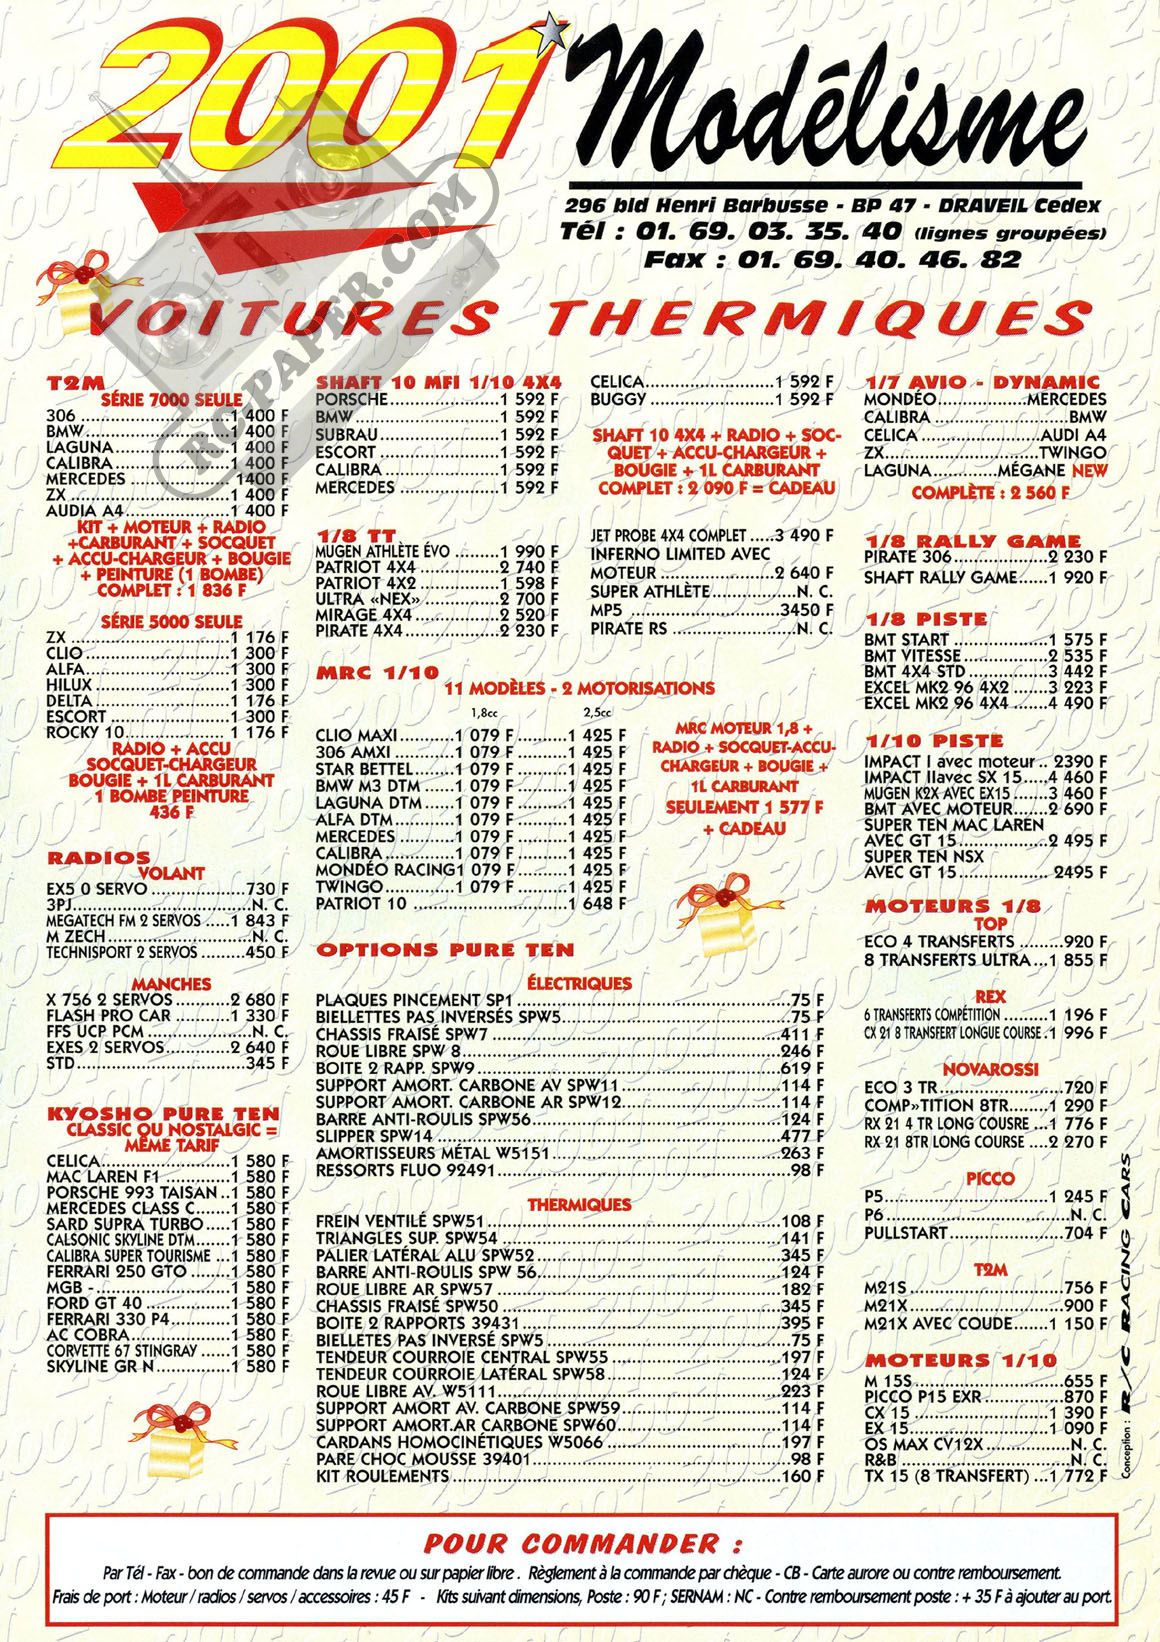 2001 Modélisme
296 bld Henri Barbusse - BP 47 - DRAVEIL Cedex
Tél : 01. 69. 03. 35. 40 (lignes groupées)
Fax : 01. 69. 40. 46. 82
RCPAPER.COM
VOITURES THERMIQUES
T2M
SÉRIE 7000 SEULE
306 ........1 400 F
BMW........1 400 F
LAGUNA........1 400 F
CALIBRA........1 400 F
MERCEDES ........1400 F
ZX ........1 400 F
AUDIA A4........1 400 F
KIT + MOTEUR + RADIO
+CARBURANT + SOCQUET
+ ACCU-CHARGEUR + BOUGIE
+ PEINTURE (1 BOMBE)
COMPLET : 1 836 F
SÉRIE 5000 SEULE
ZX ........1 176 F
CLIO........1 300 F
ALFA........1 300 F
HILUX ........1 300 F
DELTA ........1 176 F
ESCORT ........1 300 F
ROCKY 10........ 1 176 F
RADIO + ACCU
SOCQUET-CHARGEUR
BOUGIE + 1L CARBURANT
1 BOMBE PEINTURE
436 F
RADIOS
VOLANT
EX5 0 SERVO ........730 F
3PJ........N. C.
MEGATECH FM 2 SERVOS .....1 843 F
M ZECH ........N. C.
TECHNISPORT 2 SERVOS ........450 F
MANCHES
X 756 2 SERVOS........2 680 F
FLASH PRO CAR ........1 330 F
FFS UCP PCM ........N. C.
EXES 2 SERVOS........2 640 F
STD........345 F
KYOSHO PURE TEN
CLASSIC OU NOSTALGIC =
MÊME TARIF
CELICA........1 580 F
MAC LAREN F1 ........1 580 F
PORSCHE 993 TAISAN ..1 580 F
MERCEDES CLASS C.......1 580 F
SARD SUPRA TURBO.....1 580 F
CALSONIC SKYLINE DTM.......1 580 F
CALIBRA SUPER TOURISME ...1 580 F
FERRARI 250 GTO ........1 580 F
MGB -........1 580 F
FORD GT 40 ........1 580 F
FERRARI 330 P4........1 580 F
AC COBRA........1 580 F
CORVETTE 67 STINGRAY ......1 580 F
SKYLINE GR N ........1 580 F
SHAFT 10 MFI 1/10 4X4
PORSCHE........1 592 F
BMW........1 592 F
SUBRAU........1 592 F
ESCORT ........1 592 F
CALIBRA........1 592 F
MERCEDES ........1 592 F
CELICA........1 592 F
BUGGY ........1 592 F
SHAFT 10 4X4 + RADIO + SOC-
QUET + ACCU-CHARGEUR +
BOUGIE + 1L CARBURANT
COMPLET : 2 090 F = CADEAU
1/8 TT
MUGEN ATHLÈTE ÉVO ........1 990 F
PATRIOT 4X4 ........2 740 F
PATRIOT 4X2 ........1 598 F
ULTRA «NEX» ........2 700 F
MIRAGE 4X4 ........2 520 F
PIRATE 4X4........2 230 F
JET PROBE 4X4 COMPLET .....3 490 F
INFERNO LIMITED AVEC
MOTEUR........2 640 F
SUPER ATHLÈTE........N. C.
MP5 ........3450 F
PIRATE RS ........N. C.
MRC 1/10
11 MODÈLES - 2 MOTORISATIONS
1,8cc 2,5cc
CLIO MAXI........1 079 F ........1 425 F
306 AMXI ........1 079 F ........1 425 F
STAR BETTEL........1 079 F ........1 425 F
BMW M3 DTM ......1 079 F ........1 425 F
LAGUNA DTM ......1 079 F ........1 425 F
ALFA DTM ........1 079 F ........1 425 F
MERCEDES........1 079 F ........1 425 F
CALIBRA........1 079 F ........1 425 F
MONDÉO RACING1 079 F ........1 425 F
TWINGO........1 079 F ........1 425 F
PATRIOT 10 ........1 648 F
MRC MOTEUR 1,8 +
RADIO + SOCQUET-ACCU-
CHARGEUR + BOUGIE +
1L CARBURANT
SEULEMENT 1 577 F
+ CADEAU
OPTIONS PURE TEN
ÉLECTRIQUES
PLAQUES PINCEMENT SP1........75 F
BIELLETTES PAS INVERSÉS SPW5........75 F
CHASSIS FRAISÉ SPW7 ........411 F
ROUE LIBRE SPW 8........246 F
BOITE 2 RAPP. SPW9........619 F
SUPPORT AMORT. CARBONE AV SPW11 ........114 F
SUPPORT AMORT. CARBONE AR SPW12........114 F
BARRE ANTI-ROULIS SPW56........124 F
SLIPPER SPW14 ........477 F
AMORTISSEURS MÉTAL W5151 ........263 F
RESSORTS FLUO 92491........98 F
THERMIQUES
FREIN VENTILÉ SPW51........108 F
TRIANGLES SUP. SPW54 ........141 F
PALIER LATÉRAL ALU SPW52........345 F
BARRE ANTI-ROULIS SPW 56........124 F
ROUE LIBRE AR SPW57 ........182 F
CHASSIS FRAISÉ SPW50 ........345 F
BOITE 2 RAPPORTS 39431........395 F
BIELLETES PAS INVERSÉ SPW5........75 F
TENDEUR COURROIE CENTRAL SPW55........197 F
TENDEUR COURROIE LATÉRAL SPW58........124 F
ROUE LIBRE AV. W5111........223 F
SUPPORT AMORT AV. CARBONE SPW59........114 F
SUPPORT AMORT.AR CARBONE SPW60........114 F
CARDANS HOMOCINÉTIQUES W5066 ........197 F
PARE CHOC MOUSSE 39401........98 F
KIT ROULEMENTS ........160 F
1/7 AVIO - DYNAMIC
MONDÉO........MERCEDES
CALIBRA........BMW
CELICA ........AUDI A4
ZX........TWINGO
LAGUNA........MÉGANE NEW
COMPLÈTE : 2 560 F
1/8 RALLY GAME
PIRATE 306 ........2 230 F
SHAFT RALLY GAME.....1 920 F
1/8 PISTE
BMT START ........1 575 F
BMT VITESSE........2 535 F
BMT 4X4 STD ........3 442 F
EXCEL MK2 96 4X2 ......3 223 F
EXCEL MK2 96 4X4 ......4 490 F
1/10 PISTE
IMPACT I avec moteur .. 2390 F
IMPACT IIavec SX 15.....4 460 F
MUGEN K2X AVEC EX15 .......3 460 F
BMT AVEC MOTEUR......2 690 F
SUPER TEN MAC LAREN
AVEC GT 15........2 495 F
SUPER TEN NSX
AVEC GT 15........ 2495 F
MOTEURS 1/8
TOP
ECO 4 TRANSFERTS .........920 F
8 TRANSFERTS ULTRA...1 855 F
REX
6 TRANSFERTS COMPÉTITION .........1 196 F
CX 21 8 TRANSFERT LONGUE COURSE .1 996 F
NOVAROSSI
ECO 3 TR........720 F
COMP»TITION 8TR........1 290 F
RX 21 4 TR LONG COUSRE ....1 776 F
RX 21 8TR LONG COURSE ....2 270 F
PICCO
P5........1 245 F
P6........N. C.
PULLSTART........704 F
T2M
M21S........756 F
M21X........900 F
M21X AVEC COUDE......1 150 F
MOTEURS 1/10
M 15S........655 F
PICCO P15 EXR........870 F
CX 15 ........1 390 F
EX 15 ........1 090 F
OS MAX CV12X........N. C.
R&B ........N. C.
TX 15 (8 TRANSFERT) ...1 772 F
Conception : R/C RACING CARS
POUR COMMANDER :
Par Tél - Fax - bon de commande dans la revue ou sur papier libre . Règlement à la commande par chèque - CB - Carte aurore ou contre remboursement.
Frais de port : Moteur / radios / servos / accessoires : 45 F - Kits suivant dimensions, Poste : 90 F ; SERNAM : NC - Contre remboursement poste : + 35 F à ajouter au port.